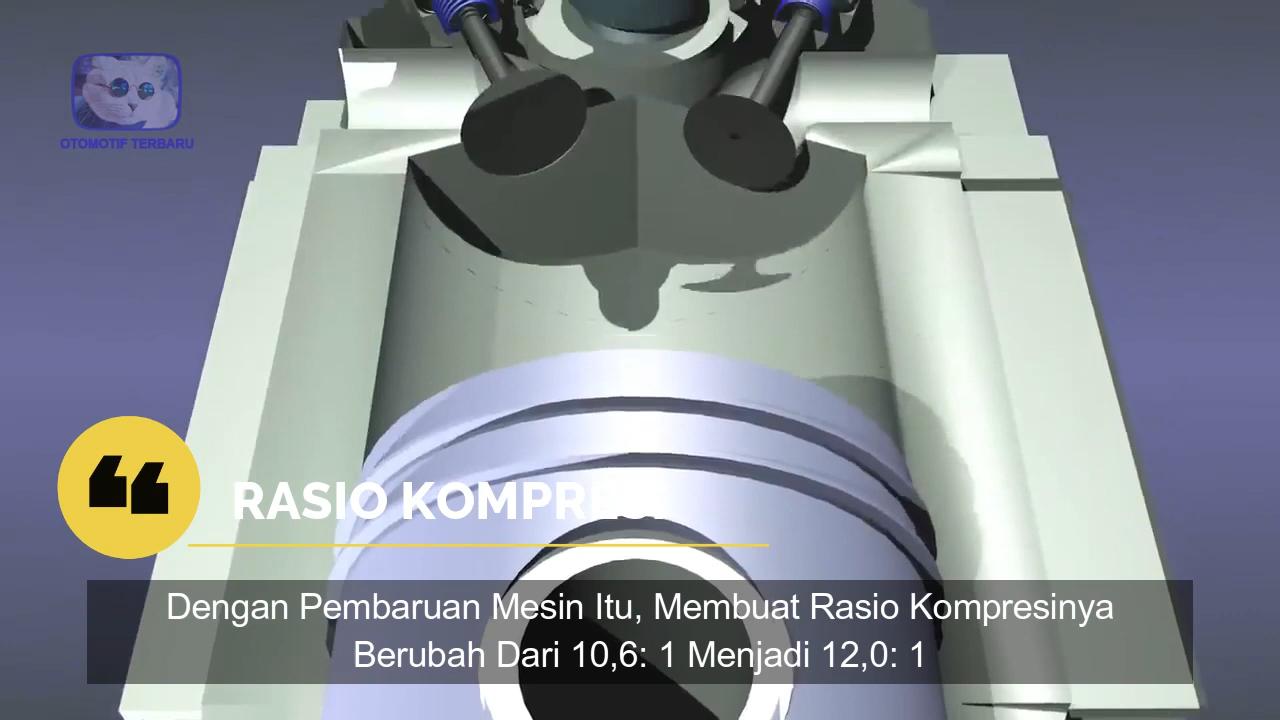 OTOMOTIF TERBARU
RASIO KOMPRESI
Dengan Pembaruan Mesin Itu, Membuat Rasio Kompresinya
Berubah Dari 10,6: 1 Menjadi 12,0: 1